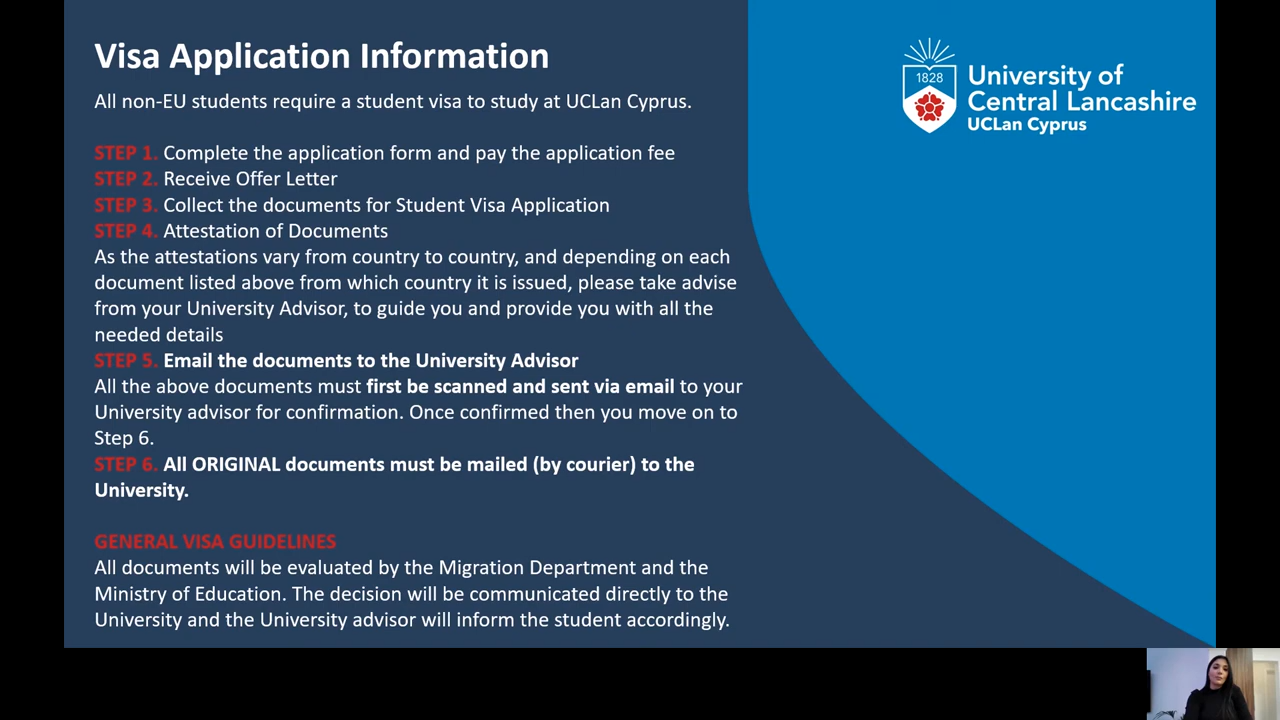 Visa Application Information
All non-EU students require a student visa to study at UCLan Cyprus.
STEP 1. Complete the application form and pay the application fee
STEP 2. Receive Offer Letter
STEP 3. Collect the documents for Student Visa Application
STEP 4. Attestation of Documents
As the attestations vary from country to country, and depending on each
document listed above from which country it is issued, please take advise
from your University Advisor, to guide you and provide you with all the
needed details
STEP 5. Email the documents to the University Advisor
All the above documents must first be scanned and sent via email to your
University advisor for confirmation. Once confirmed then you move on to
Step 6.
STEP 6. All ORIGINAL documents must be mailed (by courier) to the
University.
GENERAL VISA GUIDELINES
All documents will be evaluated by the Migration Department and the
Ministry of Education. The decision will be communicated directly to the
University and the University advisor will inform the student accordingly.
1828
University of
Central Lancashire
UCLan Cyprus